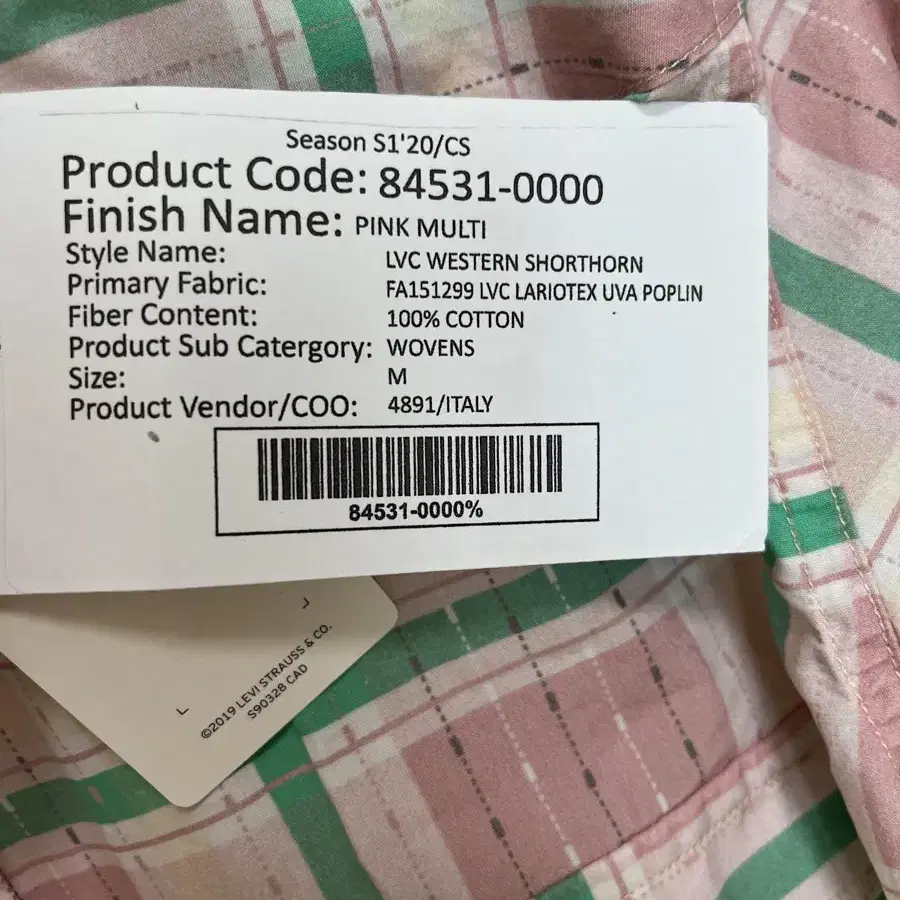 Season S1'20/CS
Product Code: 84531-0000
Finish Name: PINK MULTI
Style Name: LVC WESTERN SHORTHORN
Primary Fabric: FA151299 LVC LARIOTEX UVA POPLIN
Fiber Content: 100% COTTON
Product Sub Catergory: WOVENS
Size: M
Product Vendor/COO: 4891/ITALY
84531-0000%
©2019 LEVI STRAUSS & CO.
S90328 CAD